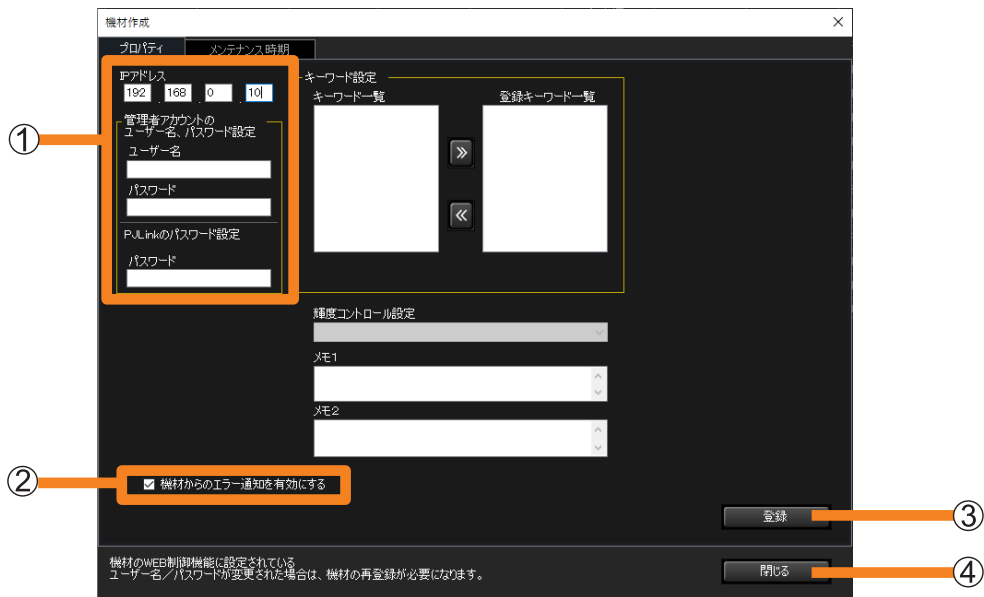 機材作成
プロパティ
メンテナンス時期
IPアドレス
192 . 168 . 0 . 10
管理者アカウントの
ユーザー名、パスワード設定
ユーザー名
パスワード
PJLinkのパスワード設定
パスワード
キーワード設定
キーワード一覧
登録キーワード一覧
輝度コントロール設定
メモ1
メモ2
機材からのエラー通知を有効にする
登録
機材のWEB制御機能に設定されている
ユーザー名／パスワードが変更された場合は、機材の再登録が必要になります。
閉じる
①
②
③
④